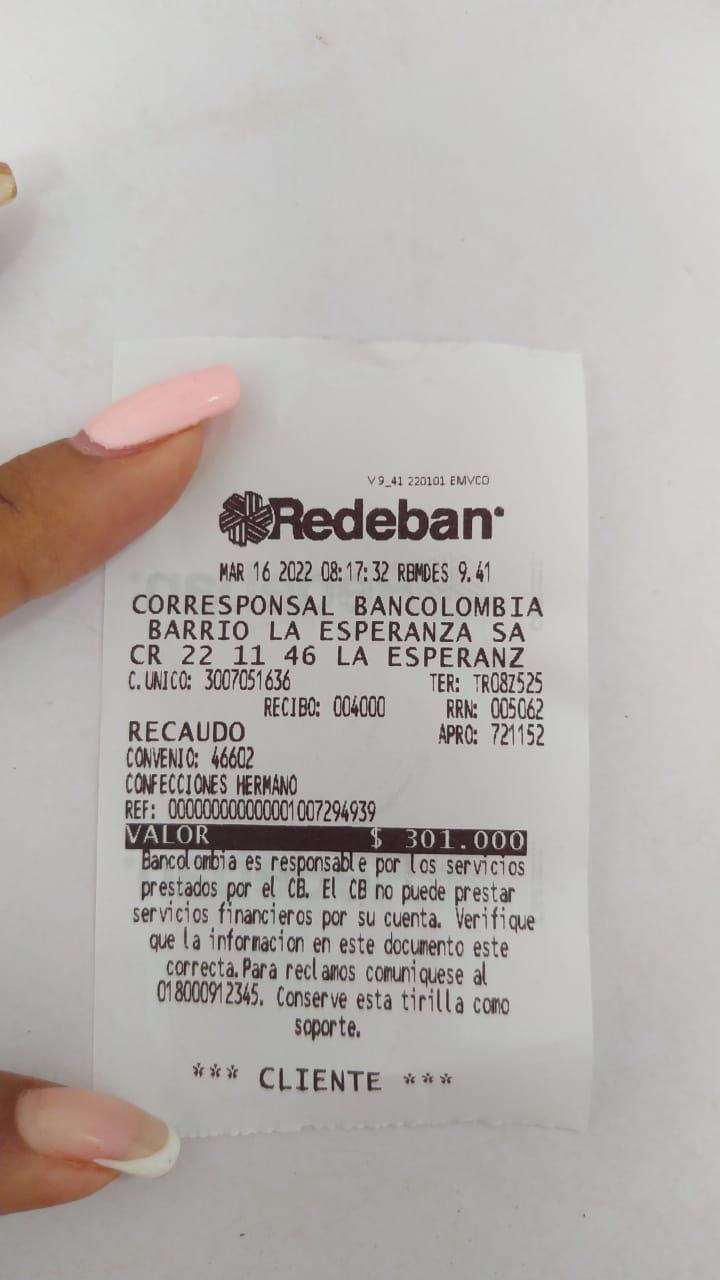 V 9_41 220101 EMVCO
Redeban
MAR 16 2022 08:17:32 RBMDES 9.41
CORRESPONSAL BANCOLOMBIA
BARRIO LA ESPERANZA SA
CR 22 11 46 LA ESPERANZ
C.UNICO: 3007051636 TER: TR08Z525
RECIBO: 004000 RRN: 005062
RECAUDO APRO: 721152
CONVENIO: 46602
CONFECCIONES HERMANO
REF: 00000000000001007294939
VALOR $ 301.000
Bancolombia es responsable por los servicios
prestados por el CB. El CB no puede prestar
servicios financieros por su cuenta. Verifique
que la informacion en este documento este
correcta.Para reclamos comuniquese al
018000912345. Conserve esta tirilla como
soporte.
*** CLIENTE ***